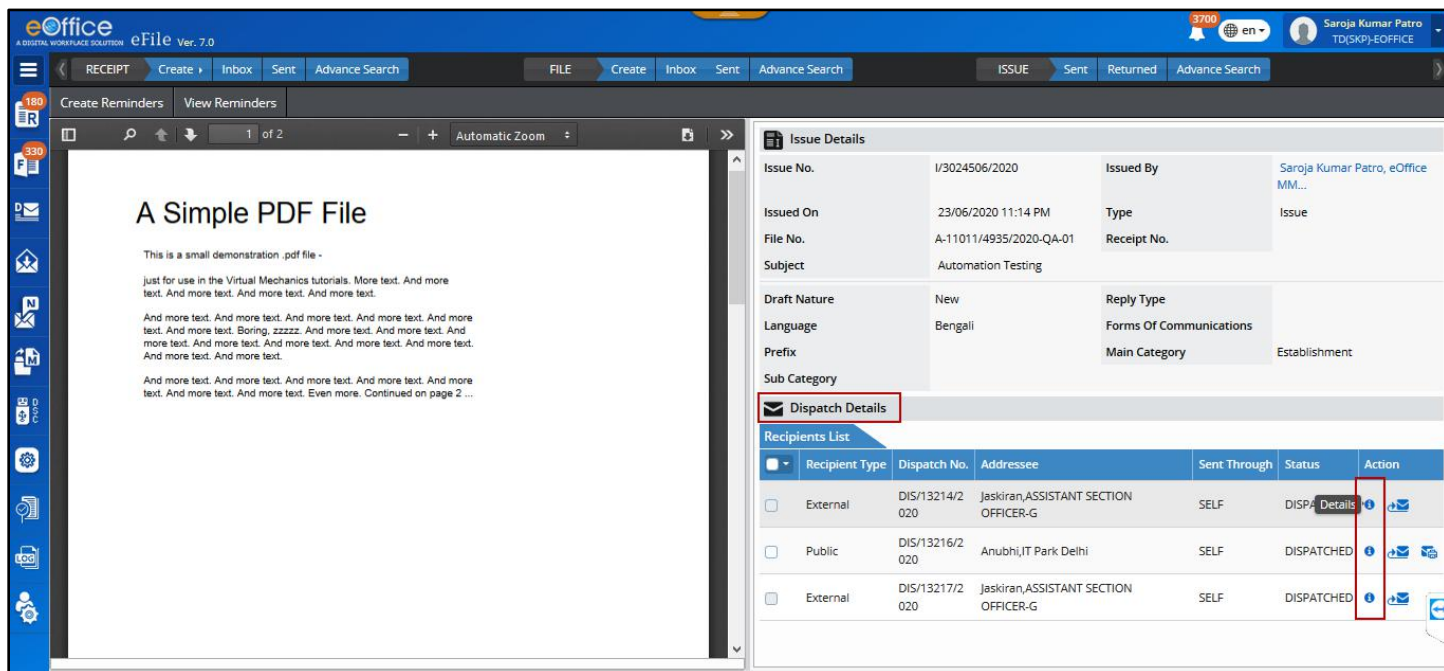 eOffice
A DIGITAL WORKPLACE SOLUTION eFile Ver. 7.0
3700
en
Saroja Kumar Patro
TD(SKP)-EOFFICE
RECEIPT Create Inbox Sent Advance Search FILE Create Inbox Sent Advance Search ISSUE Sent Returned Advance Search
180
R
Create Reminders View Reminders
1 of 2 Automatic Zoom
330
F
D
N
M
DSC
LOG
A Simple PDF File
This is a small demonstration .pdf file -
just for use in the Virtual Mechanics tutorials. More text. And more
text. And more text. And more text. And more text.
And more text. And more text. And more text. And more text. And more
text. And more text. Boring, zzzzz. And more text. And more text. And
more text. And more text. And more text. And more text. And more text.
And more text. And more text.
And more text. And more text. And more text. And more text. And more
text. And more text. And more text. Even more. Continued on page 2 ...
Issue Details
Issue No. I/3024506/2020 Issued By Saroja Kumar Patro, eOffice
MM...
Issued On 23/06/2020 11:14 PM Type Issue
File No. A-11011/4935/2020-QA-01 Receipt No.
Subject Automation Testing
Draft Nature New Reply Type
Language Bengali Forms Of Communications
Prefix Main Category Establishment
Sub Category
Dispatch Details
Recipients List
Recipient Type Dispatch No. Addressee Sent Through Status Action
External DIS/13214/2 Jaskiran,ASSISTANT SECTION SELF DISPA Details
020 OFFICER-G
Public DIS/13216/2 Anubhi,IT Park Delhi SELF DISPATCHED
020
External DIS/13217/2 Jaskiran,ASSISTANT SECTION SELF DISPATCHED
020 OFFICER-G